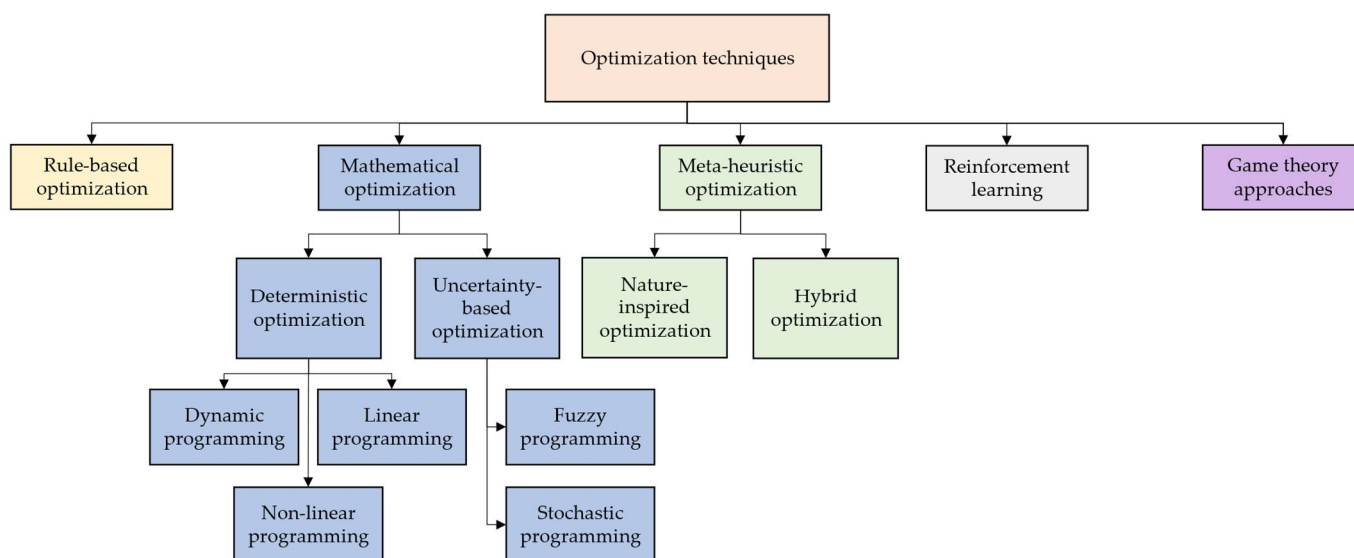 Optimization techniques
Rule-based
optimization
Mathematical
optimization
Meta-heuristic
optimization
Reinforcement
learning
Game theory
approaches
Deterministic
optimization
Uncertainty-
based
optimization
Nature-
inspired
optimization
Hybrid
optimization
Dynamic
programming
Linear
programming
Fuzzy
programming
Non-linear
programming
Stochastic
programming